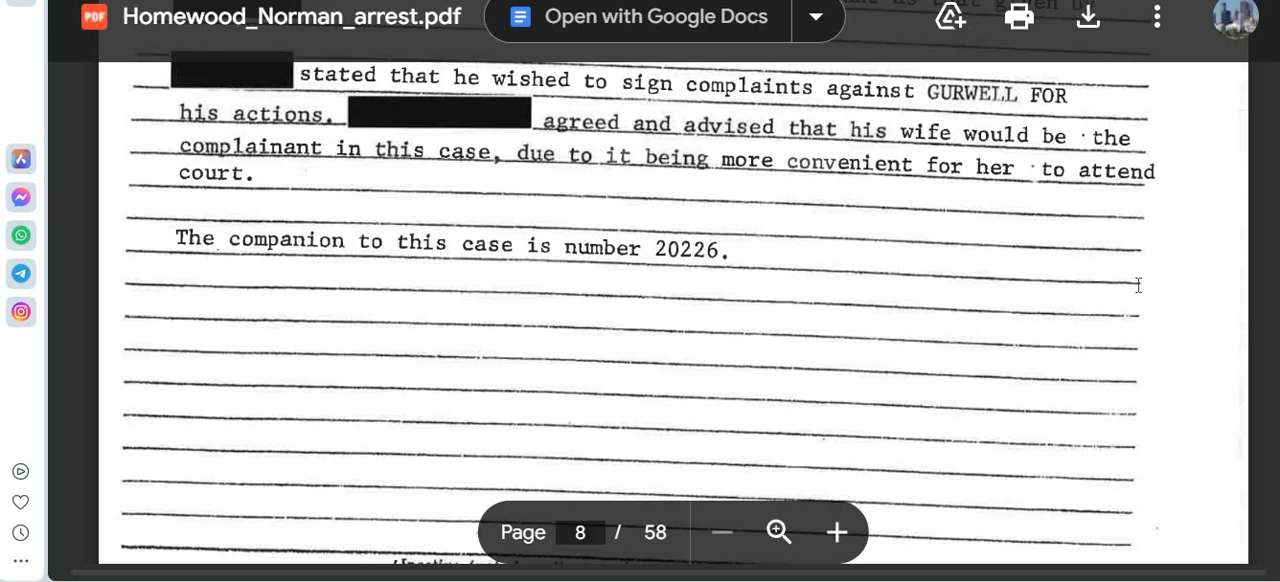 Homewood_Norman_arrest.pdf
PDF
Open with Google Docs
stated that he wished to sign complaints against GURWELL FOR
his actions. agreed and advised that his wife would be the
complainant in this case, due to it being more convenient for her to attend
court.
The companion to this case is number 20226.
Page 8 / 58